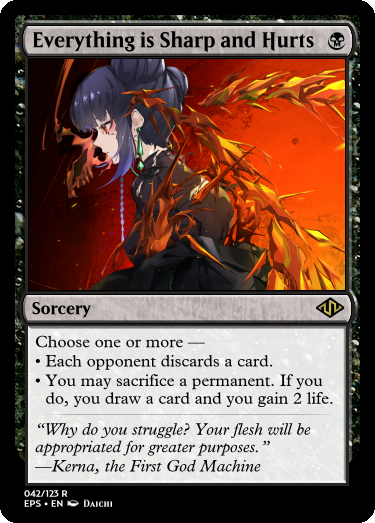 Everything is Sharp and Hurts
Sorcery
Choose one or more —
• Each opponent discards a card.
• You may sacrifice a permanent. If you
do, you draw a card and you gain 2 life.
“Why do you struggle? Your flesh will be
appropriated for greater purposes.”
—Kerna, the First God Machine
042/123 R
EPS • EN Daichi